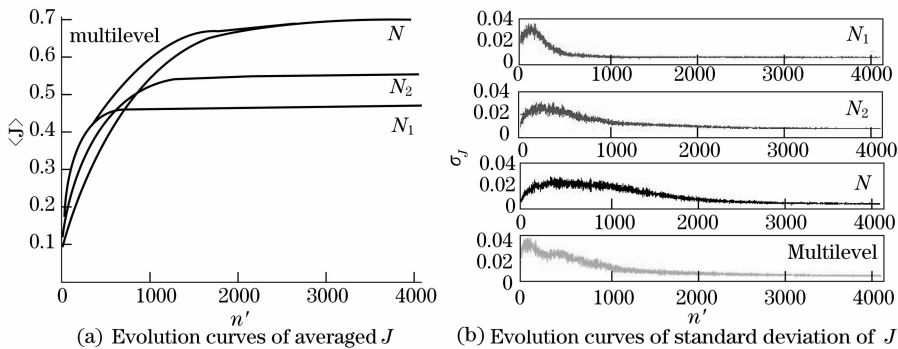 0.7
0.6
0.5
0.4
0.3
0.2
0.1
⟨J⟩
multilevel
N
N₂
N₁
0 1000 2000 3000 4000
n′
(a) Evolution curves of averaged J
σ_J
0.04
0.02
0
N₁
0 1000 2000 3000 4000
0.04
0.02
0
N₂
0 1000 2000 3000 4000
0.04
0.02
0
N
0 1000 2000 3000 4000
0.04
0.02
0
Multilevel
0 1000 2000 3000 4000
n′
(b) Evolution curves of standard deviation of J